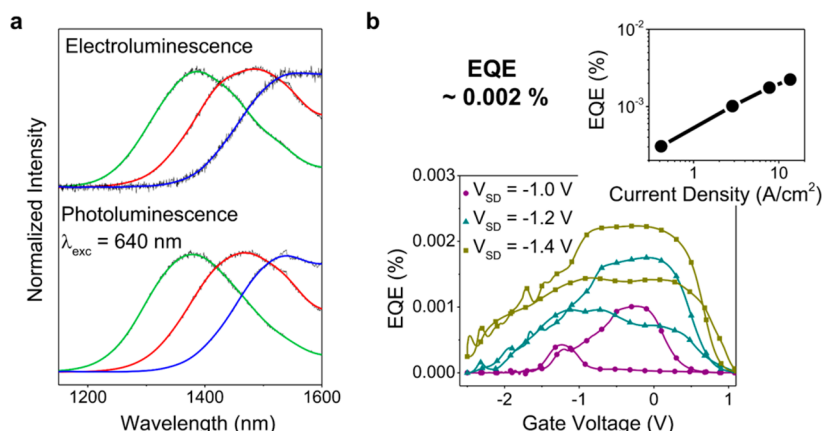 a
Electroluminescence
Photoluminescence
λexc = 640 nm
Normalized Intensity
1200
1400
1600
Wavelength (nm)
b
EQE
~ 0.002 %
10-2
10-3
EQE (%)
1
10
Current Density (A/cm2)
0.003
0.002
0.001
0.000
EQE (%)
VSD = -1.0 V
VSD = -1.2 V
VSD = -1.4 V
-2
-1
0
1
Gate Voltage (V)